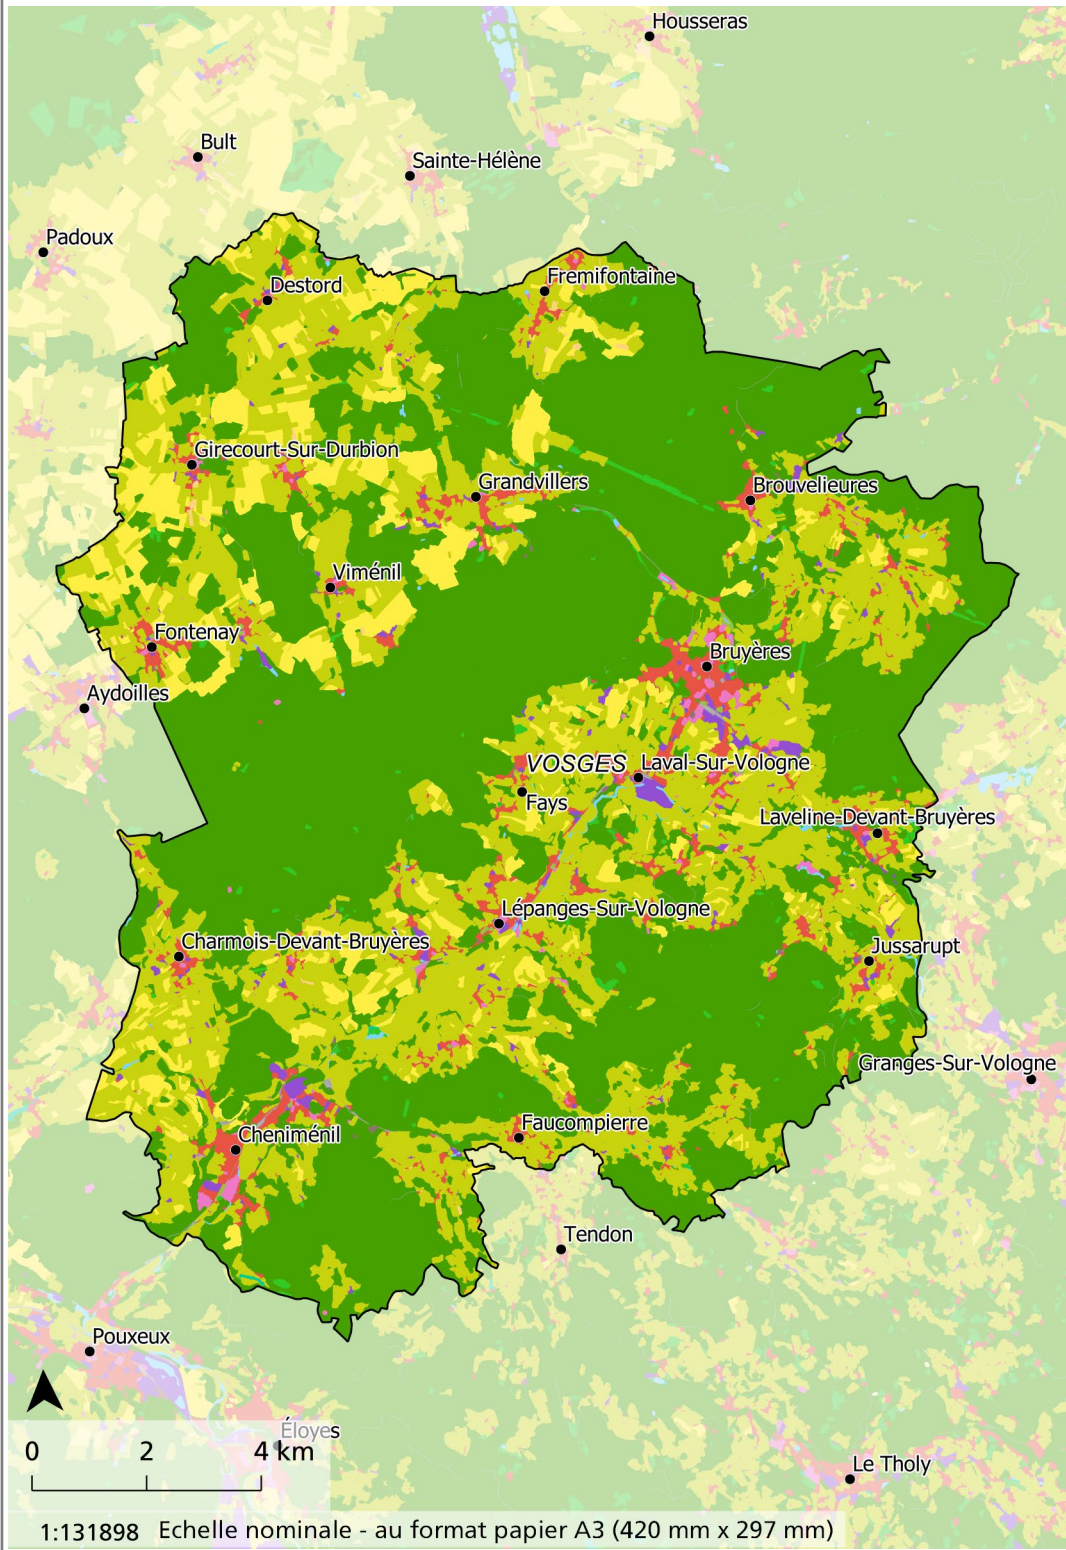 Housseras
Bult
Sainte-Hélène
Padoux
Fremifontaine
Destord
Girecourt-Sur-Durbion
Grandvillers
Brouvelieures
Viménil
Fontenay
Bruyères
Aydoilles
VOSGES
Laval-Sur-Vologne
Fays
Laveline-Devant-Bruyères
Lépanges-Sur-Vologne
Charmois-Devant-Bruyères
Jussarupt
Granges-Sur-Vologne
Faucompierre
Cheniménil
Tendon
Pouxeux
Éloyes
0 2 4 km
Le Tholy
1:131898 Echelle nominale - au format papier A3 (420 mm x 297 mm)